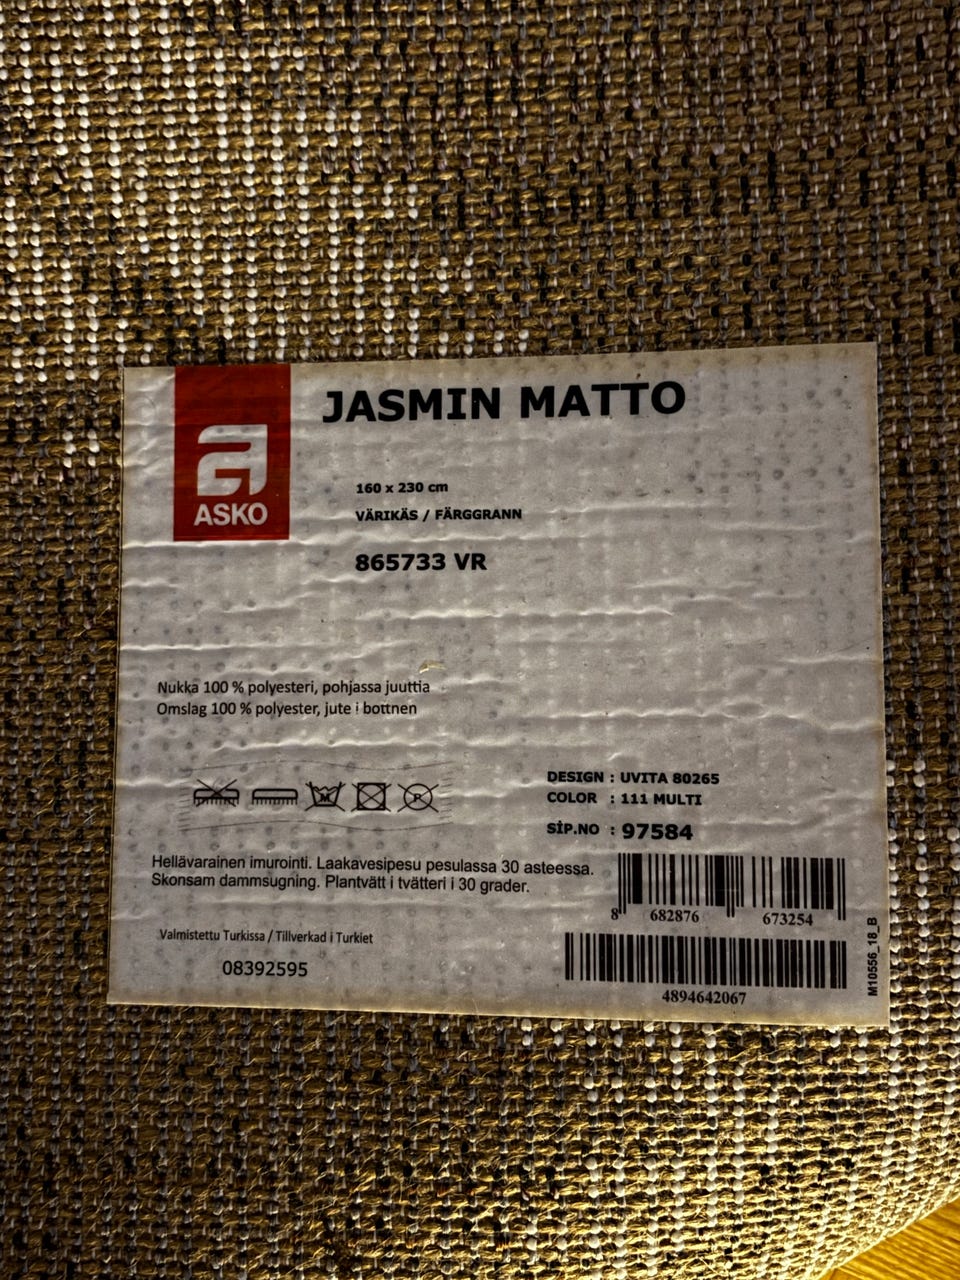 JASMIN MATTO
ASKO
160 x 230 cm
VÄRIKÄS / FÄRGGRANN
865733 VR
Nukka 100 % polyesteri, pohjassa juuttia
Omslag 100 % polyester, jute i bottnen
DESIGN : UVITA 80265
COLOR : 111 MULTI
SİP.NO : 97584
Hellävarainen imurointi. Laakavesipesu pesulassa 30 asteessa.
Skonsam dammsugning. Plantvätt i tvätteri i 30 grader.
8 682876 673254
Valmistettu Turkissa / Tillverkad i Turkiet
08392595
4894642067
M10556_18_B